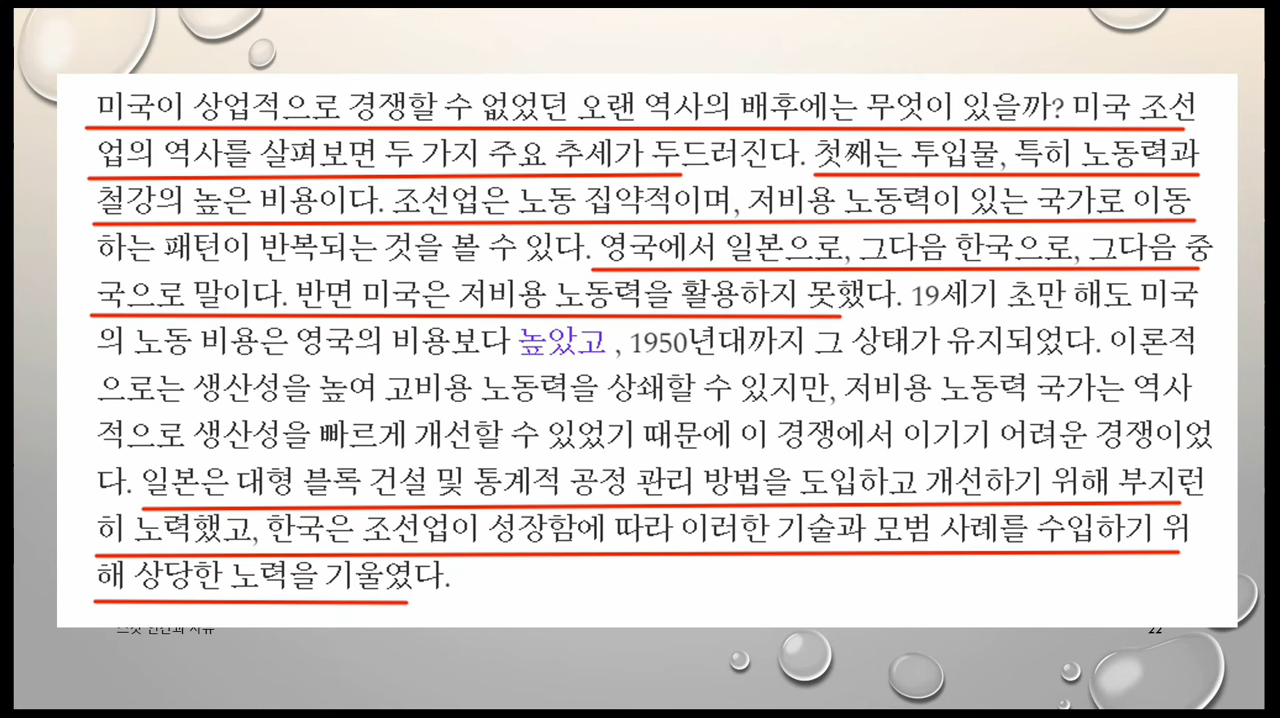 미국이 상업적으로 경쟁할 수 없었던 오랜 역사의 배후에는 무엇이 있을까? 미국 조선
업의 역사를 살펴보면 두 가지 주요 추세가 두드러진다. 첫째는 투입물, 특히 노동력과
철강의 높은 비용이다. 조선업은 노동 집약적이며, 저비용 노동력이 있는 국가로 이동
하는 패턴이 반복되는 것을 볼 수 있다. 영국에서 일본으로, 그다음 한국으로, 그다음 중
국으로 말이다. 반면 미국은 저비용 노동력을 활용하지 못했다. 19세기 초만 해도 미국
의 노동 비용은 영국의 비용보다 높았고 , 1950년대까지 그 상태가 유지되었다. 이론적
으로는 생산성을 높여 고비용 노동력을 상쇄할 수 있지만, 저비용 노동력 국가는 역사
적으로 생산성을 빠르게 개선할 수 있었기 때문에 이 경쟁에서 이기기 어려운 경쟁이었
다. 일본은 대형 블록 건설 및 통계적 공정 관리 방법을 도입하고 개선하기 위해 부지런
히 노력했고, 한국은 조선업이 성장함에 따라 이러한 기술과 모범 사례를 수입하기 위
해 상당한 노력을 기울였다.
22